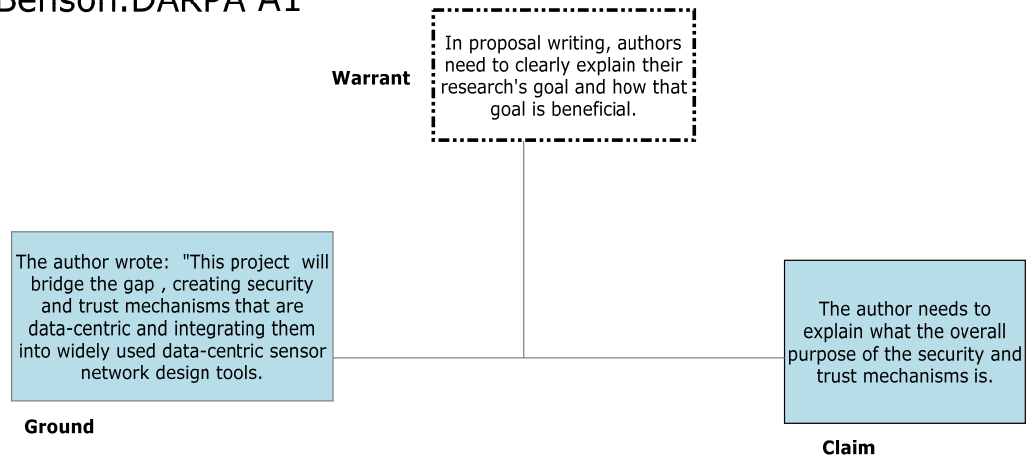 Benson.DARPA A1
Warrant
In proposal writing, authors
need to clearly explain their
research's goal and how that
goal is beneficial.
The author wrote:  "This project  will
bridge the gap , creating security
and trust mechanisms that are
data-centric and integrating them
into widely used data-centric sensor
network design tools.
Ground
The author needs to
explain what the overall
purpose of the security and
trust mechanisms is.
Claim